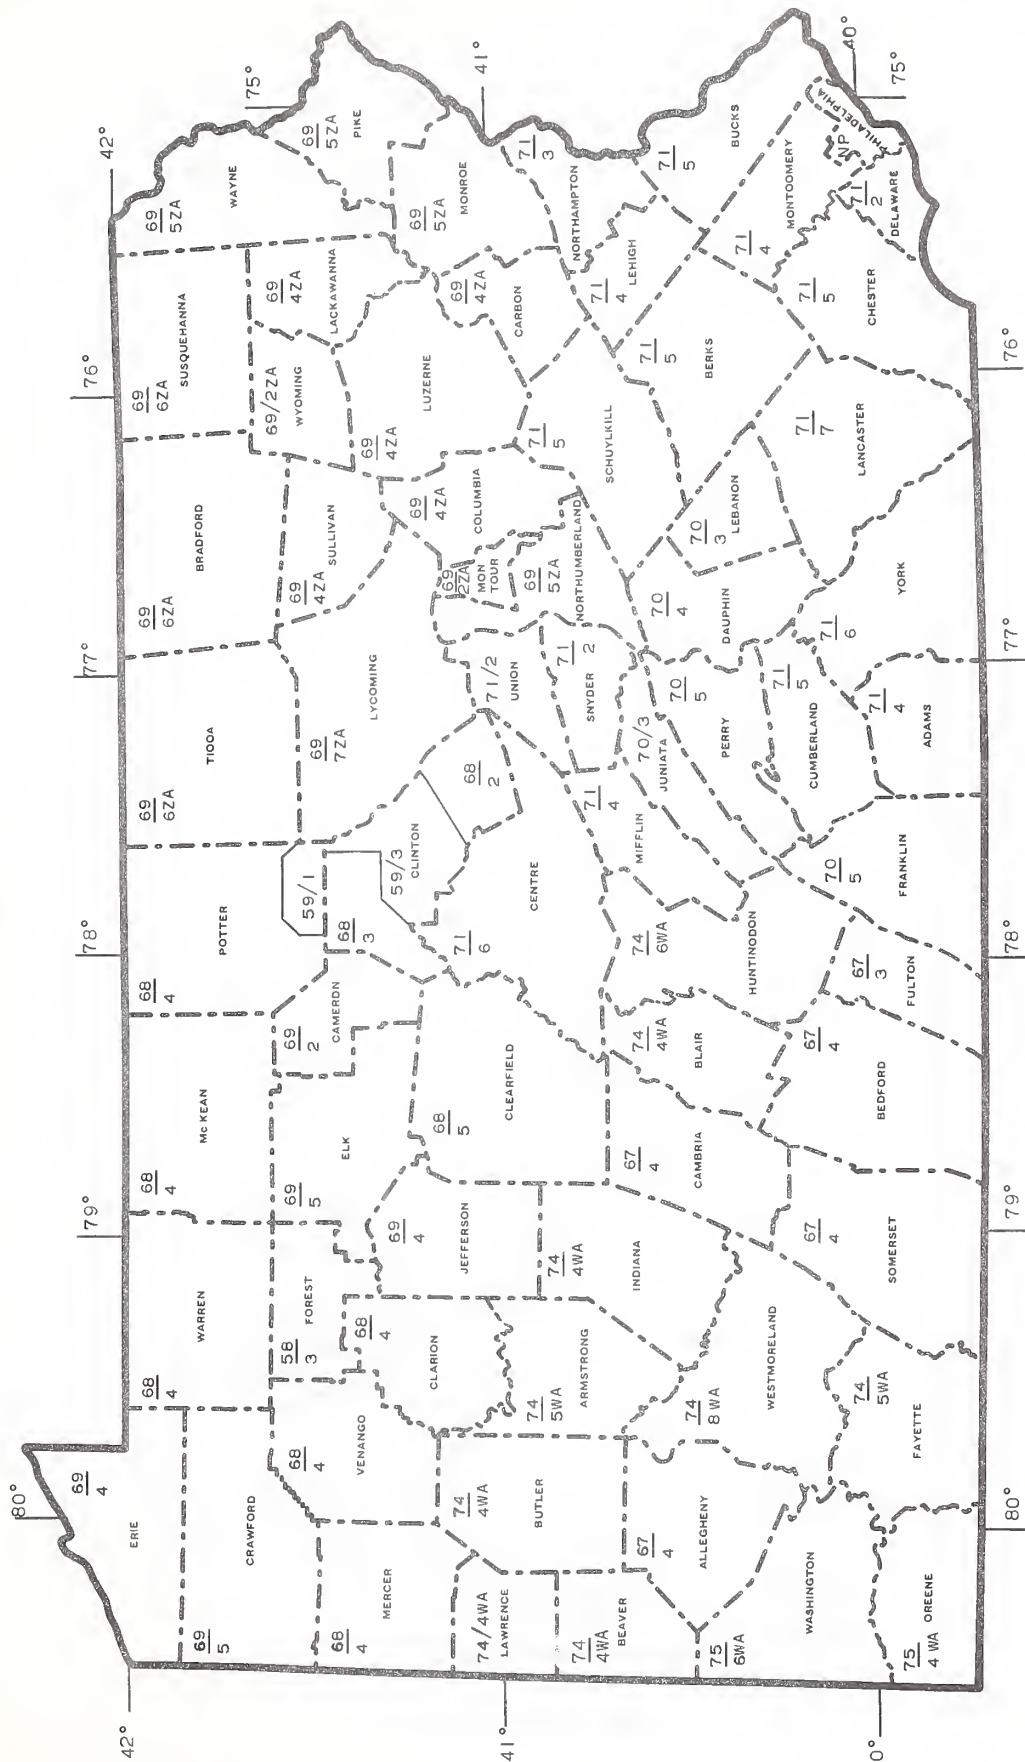 80°
79°
78°
77°
76°
75°
42°
42°
41°
41°
40°
0°
75°
80°
79°
78°
77°
76°
69
4
ERIE
69
5
CRAWFORD
68
4
WARREN
68
4
Mc KEAN
68
4
POTTER
69
6ZA
TIOOA
69
6ZA
BRADFORD
69
6ZA
SUSQUEHANNA
69
5ZA
WAYNE
69
5ZA
PIKE
68
4
MERCER
68
4
VENANGO
58
3
FOREST
69
5
ELK
69
2
CAMERDN
59/1
68
3
59/3
CLINTON
68
2
69
7ZA
LYCOMING
69
4ZA
SULLIVAN
69/2ZA
WYOMING
69
4ZA
LACKAWANNA
69
4ZA
LUZERNE
69
5ZA
MONROE
68
4
CLARION
69
4
JEFFERSON
68
5
CLEARFIELD
71
6
CENTRE
71/2
UNION
69
2ZA
MON
TOUR
69
4ZA
COLUMBIA
69
5ZA
NORTHUMBERLAND
69
4ZA
CARBON
71
3
NORTHAMPTON
74/4WA
LAWRENCE
74
4WA
BUTLER
74
5WA
ARMSTRONG
74
4WA
INDIANA
71
2
SNYDER
71
4
MIFFLIN
70/3
JUNIATA
71
5
SCHUYLKILL
71
4
LEHIGH
74
4WA
BEAVER
67
4
ALLEGHENY
74
8WA
WESTMORELAND
67
4
CAMBRIA
74
4WA
BLAIR
74
6WA
HUNTINODON
70
5
PERRY
70
4
DAUPHIN
70
3
LEBANON
71
5
BERKS
71
5
BUCKS
71
4
MONTOOMERY
NP
PHILADELPHIA
71
2
DELAWARE
71
5
CHESTER
71
7
LANCASTER
71
6
YORK
71
5
CUMBERLAND
71
4
ADAMS
70
5
FRANKLIN
67
3
FULTON
67
4
BEDFORD
67
4
SOMERSET
74
5WA
FAYETTE
75
6WA
WASHINGTON
75
4 WA
OREENE